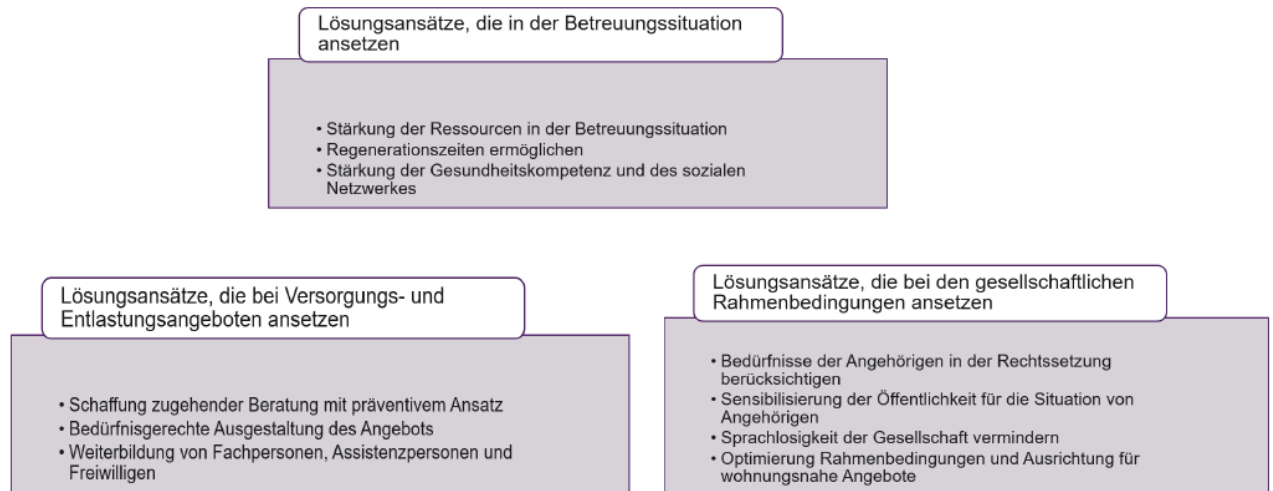 Lösungsansätze, die in der Betreuungssituation
ansetzen
• Stärkung der Ressourcen in der Betreuungssituation
• Regenerationszeiten ermöglichen
• Stärkung der Gesundheitskompetenz und des sozialen
Netzwerkes
Lösungsansätze, die bei Versorgungs- und
Entlastungsangeboten ansetzen
• Schaffung zugehender Beratung mit präventivem Ansatz
• Bedürfnisgerechte Ausgestaltung des Angebots
• Weiterbildung von Fachpersonen, Assistenzpersonen und
Freiwilligen
Lösungsansätze, die bei den gesellschaftlichen
Rahmenbedingungen ansetzen
• Bedürfnisse der Angehörigen in der Rechtssetzung
berücksichtigen
• Sensibilisierung der Öffentlichkeit für die Situation von
Angehörigen
• Sprachlosigkeit der Gesellschaft vermindern
• Optimierung Rahmenbedingungen und Ausrichtung für
wohnungsnahe Angebote